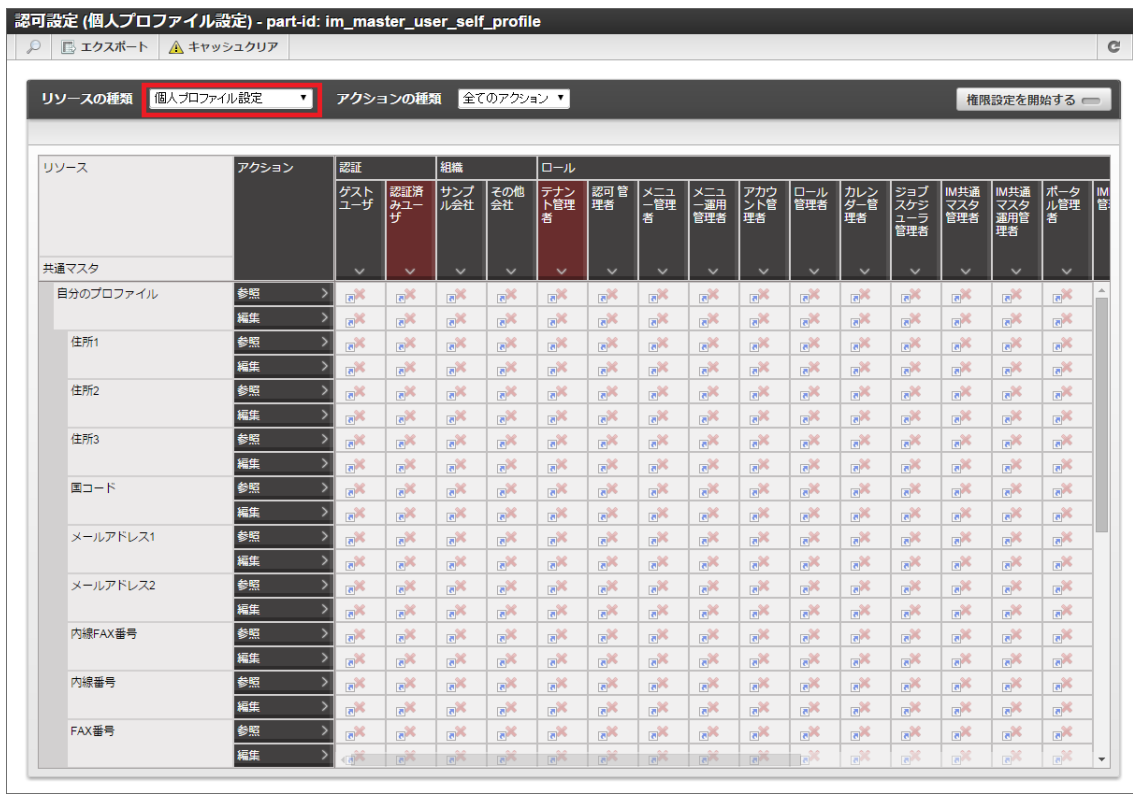 認可設定 (個人プロファイル設定) - part-id: im_master_user_self_profile
エクスポート キャッシュクリア
リソースの種類 個人プロファイル設定 アクションの種類 全てのアクション 権限設定を開始する
リソース アクション 認証 組織 ロール
ゲスト
ユーザ
認証済
みユー
ザ
サンプ
ル会社
その他
会社
テナン
ト管理
者
認可 管
理者
メニュ
ー管理
者
メニュ
ー運用
管理者
アカウ
ント管
理者
ロール
管理者
カレン
ダー管
理者
ジョブ
スケジ
ューラ
管理者
IM共通
マスタ
管理者
IM共通
マスタ
運用管
理者
ポータ
ル管理
者
共通マスタ
自分のプロファイル 参照
編集
住所1 参照
編集
住所2 参照
編集
住所3 参照
編集
国コード 参照
編集
メールアドレス1 参照
編集
メールアドレス2 参照
編集
内線FAX番号 参照
編集
内線番号 参照
編集
FAX番号 参照
編集